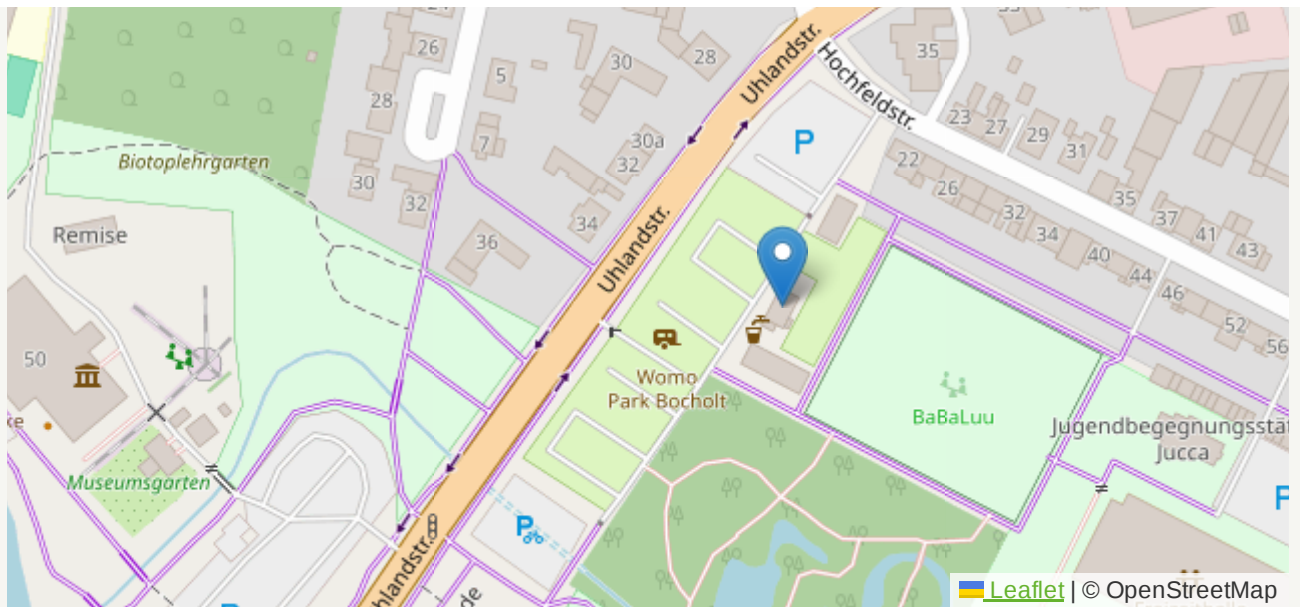 Uhlandstr.
Hochfeldstr.
26
28
5
30
28
35
23
27
29
31
P
7
30a
32
Biotoplehrgarten
30
32
34
22
26
32
34
40
44
46
52
56
35
37
41
43
Remise
36
Uhlandstr.
50
Womo
Park Bocholt
BaBaLuu
Jugendbegegnungsstät
Jucca
Museumsgarten
P
P
Leaflet | © OpenStreetMap